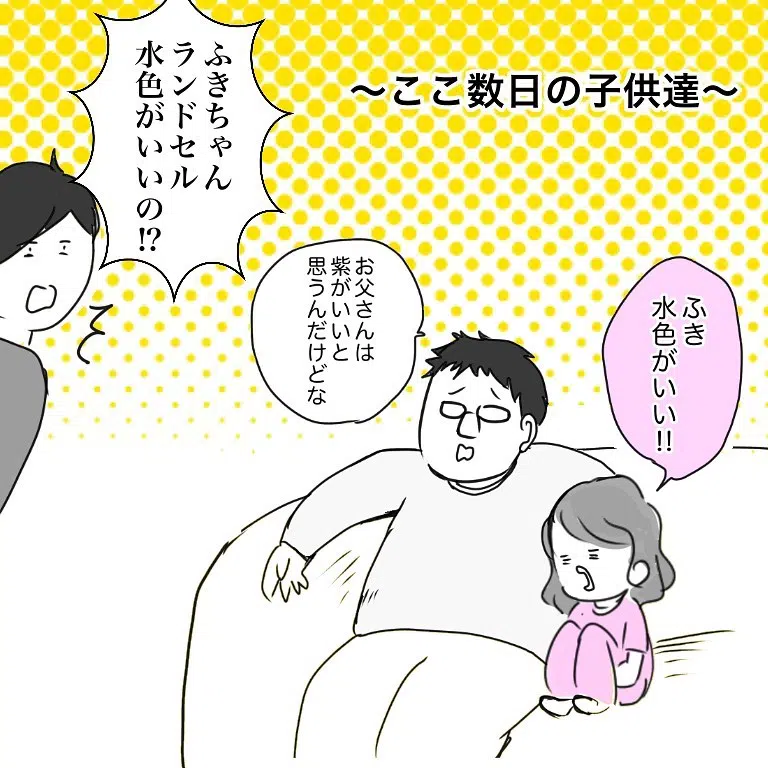 〜ここ数日の子供達〜
ふき
水色がいい!!
お父さんは
紫がいいと
思うんだけどな
ふきちゃん
ランドセル
水色がいいの!?